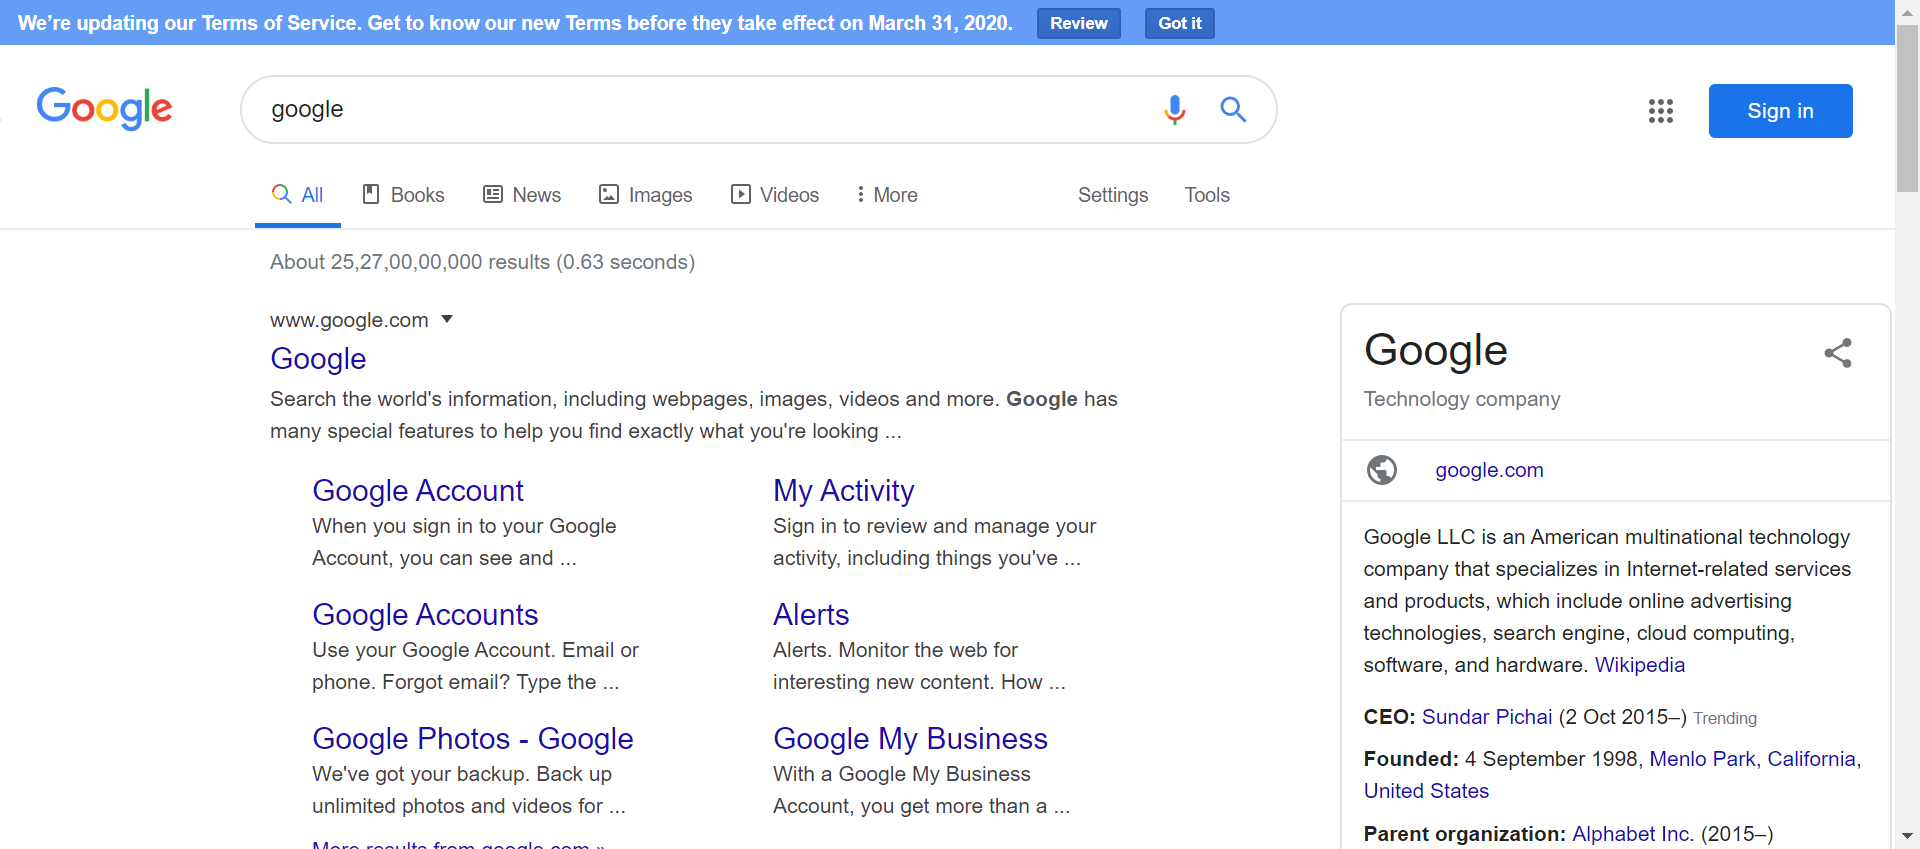 We’re updating our Terms of Service. Get to know our new Terms before they take effect on March 31, 2020. Review Got it
Google google Sign in
All Books News Images Videos More Settings Tools
About 25,27,00,00,000 results (0.63 seconds)
www.google.com
Google
Search the world's information, including webpages, images, videos and more. Google has
many special features to help you find exactly what you're looking ...
Google Account
When you sign in to your Google
Account, you can see and ...
My Activity
Sign in to review and manage your
activity, including things you've ...
Google Accounts
Use your Google Account. Email or
phone. Forgot email? Type the ...
Alerts
Alerts. Monitor the web for
interesting new content. How ...
Google Photos - Google
We've got your backup. Back up
unlimited photos and videos for ...
Google My Business
With a Google My Business
Account, you get more than a ...
More results from google.com »
Google
Technology company
google.com
Google LLC is an American multinational technology
company that specializes in Internet-related services
and products, which include online advertising
technologies, search engine, cloud computing,
software, and hardware. Wikipedia
CEO: Sundar Pichai (2 Oct 2015–) Trending
Founded: 4 September 1998, Menlo Park, California,
United States
Parent organization: Alphabet Inc. (2015–)